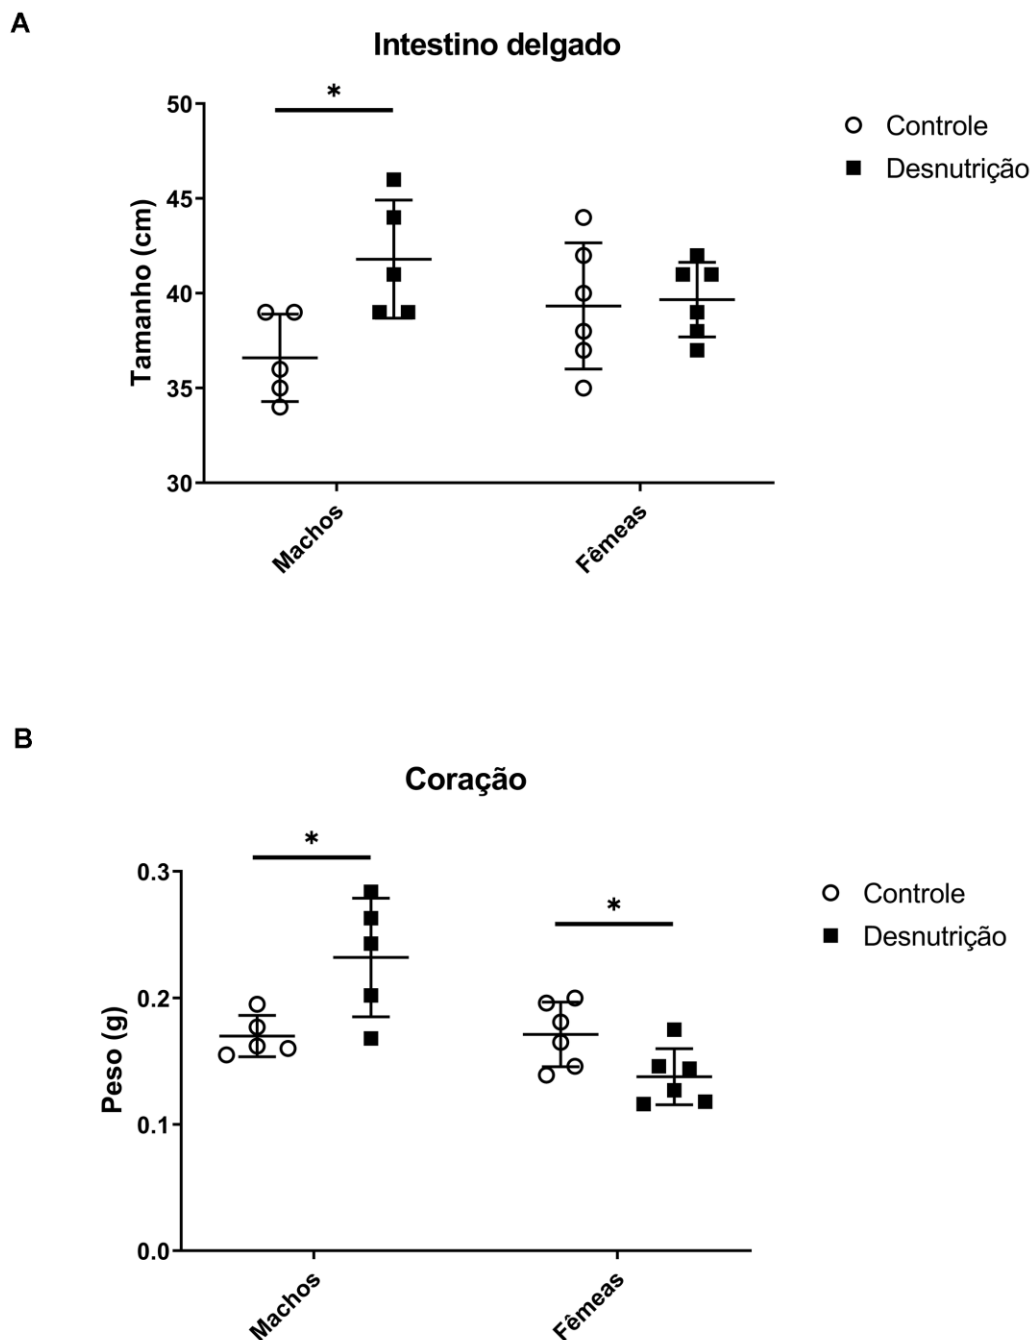 A
Intestino delgado
*
50
45
40
35
30
Tamanho (cm)
Machos
Fêmeas
Controle
Desnutrição
B
Coração
*
*
0.3
0.2
0.1
0.0
Peso (g)
Machos
Fêmeas
Controle
Desnutrição